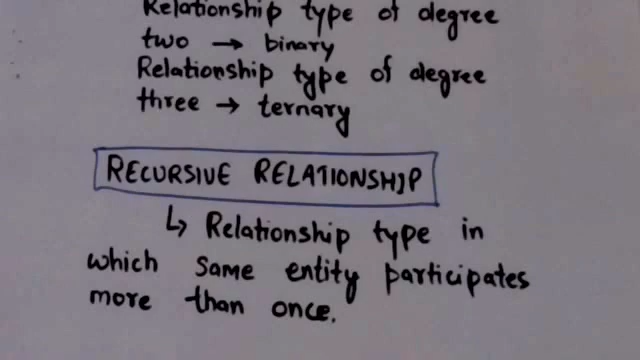 Relationship type of degree
two → binary
Relationship type of degree
three → ternary
RECURSIVE RELATIONSHIP
↳ Relationship type in
which same entity participates
more than once.